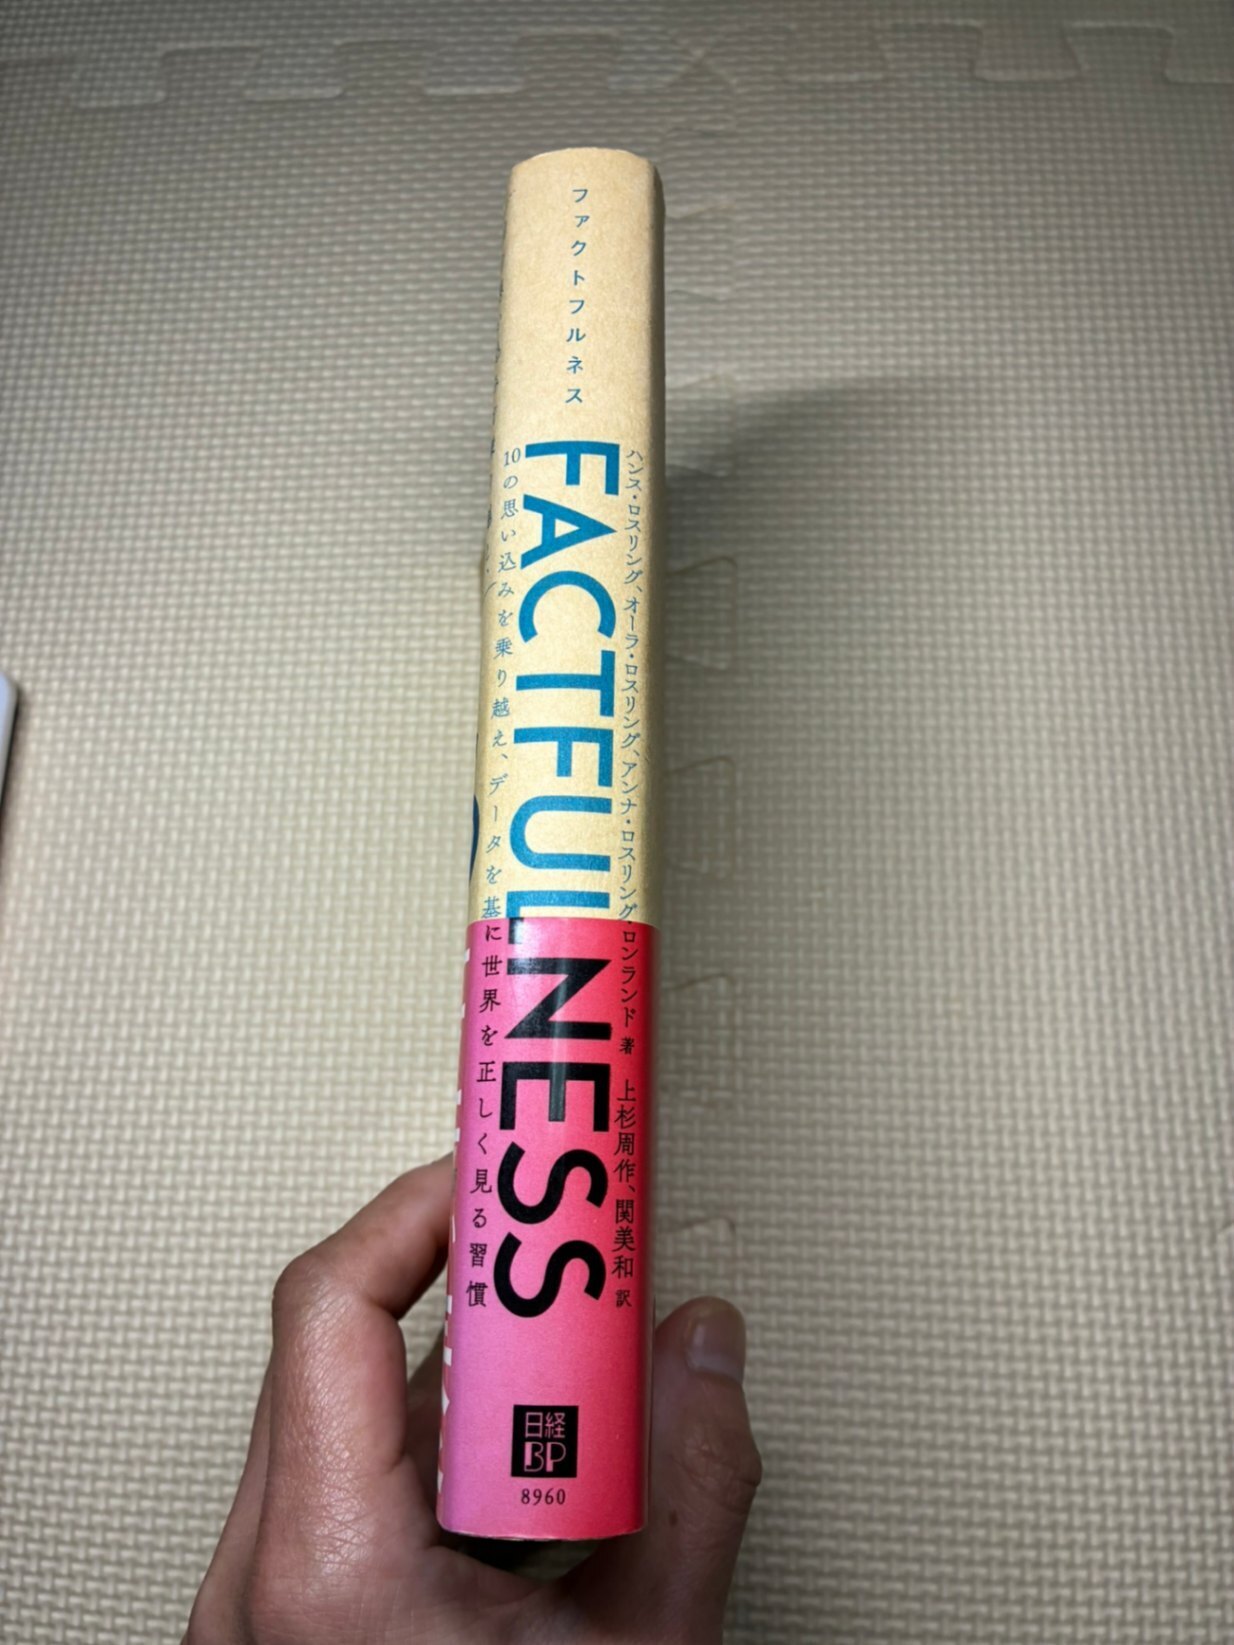 ファクトフルネス
FACTFULNESS
ハンス・ロスリング、オーラ・ロスリング、アンナ・ロスリング・ロンランド 著 上杉周作、関美和 訳
10の思い込みを乗り越え、データを基に世界を正しく見る習慣
日経
BP
8960